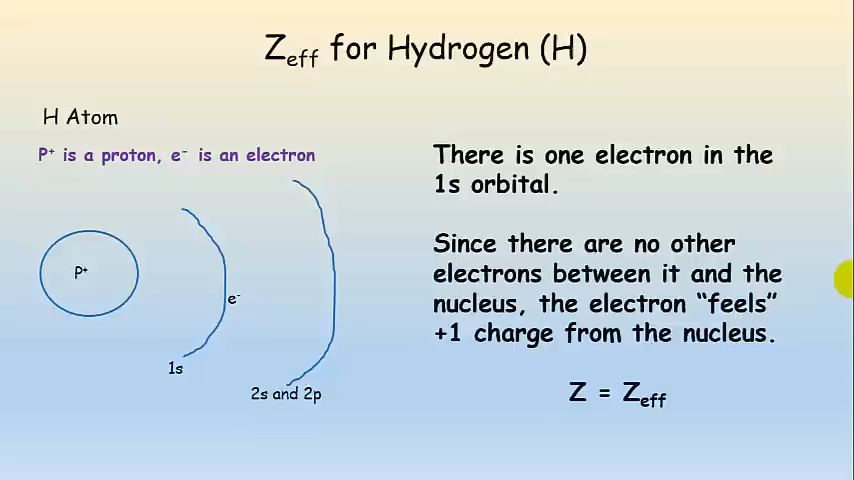 Zeff for Hydrogen (H)
H Atom
P⁺ is a proton, e⁻ is an electron
P⁺
e⁻
1s
2s and 2p
There is one electron in the
1s orbital.
Since there are no other
electrons between it and the
nucleus, the electron “feels”
+1 charge from the nucleus.
Z = Zeff